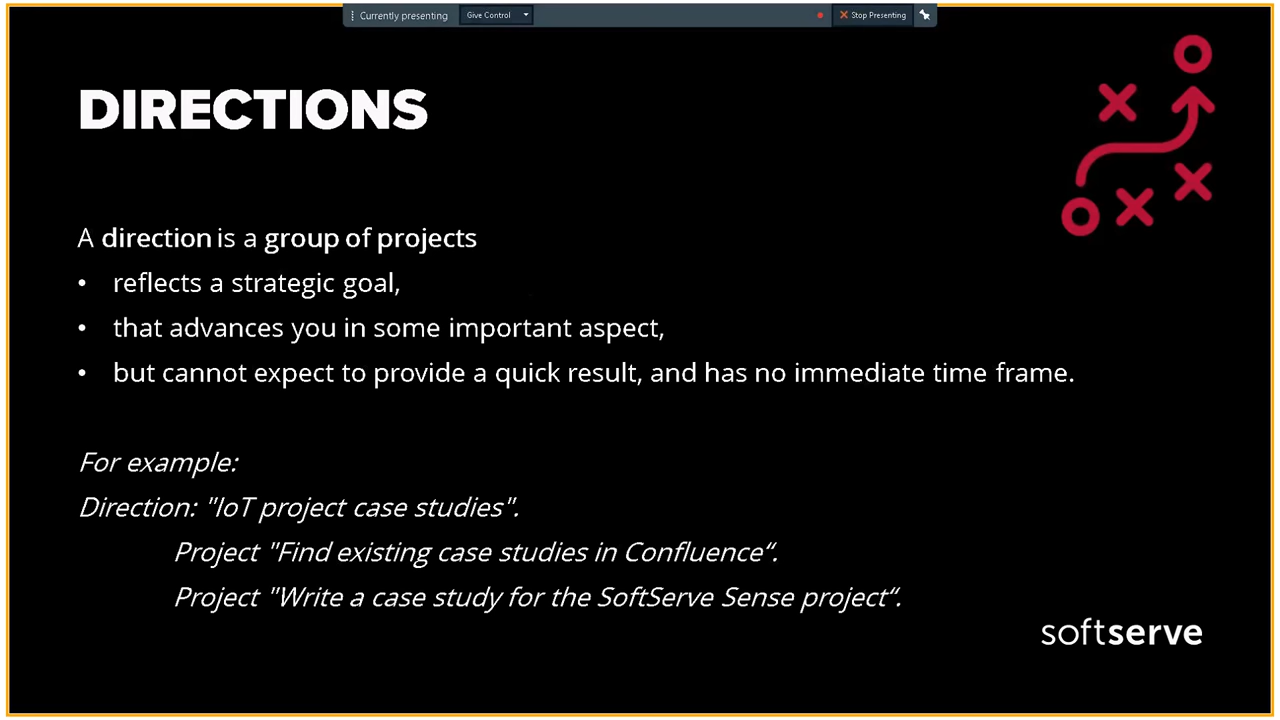 Currently presenting Give Control Stop Presenting
DIRECTIONS
A direction is a group of projects
• reflects a strategic goal,
• that advances you in some important aspect,
• but cannot expect to provide a quick result, and has no immediate time frame.
For example:
Direction: "IoT project case studies".
Project "Find existing case studies in Confluence“.
Project "Write a case study for the SoftServe Sense project“.
softserve